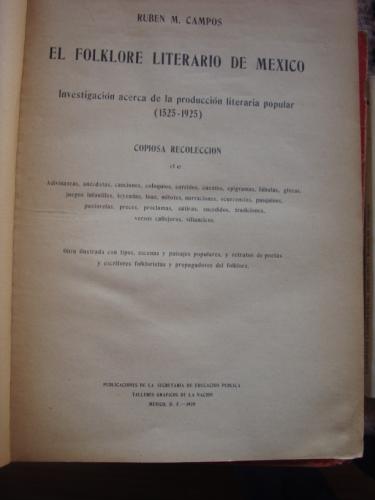 RUBEN M. CAMPOS
EL FOLKLORE LITERARIO DE MEXICO
Investigación acerca de la producción literaria popular
(1525-1925)
COPIOSA RECOLECCION
de
Adivinanzas, anécdotas, canciones, coloquios, corridos, cuentos, epigramas, fábulas, glosas,
juegos infantiles, leyendas, loas, mitotes, narraciones, ocurrencias, pasquines,
pastorelas, preces, proclamas, sátiras, sucedidos, tradiciones,
versos callejeros, villancicos.
Obra ilustrada con tipos, escenas y paisajes populares, y retratos de poetas
y escritores folkloristas y propagadores del folklore.
PUBLICACIONES DE LA SECRETARIA DE EDUCACION PUBLICA
TALLERES GRAFICOS DE LA NACION
MEXICO, D. F.—1929